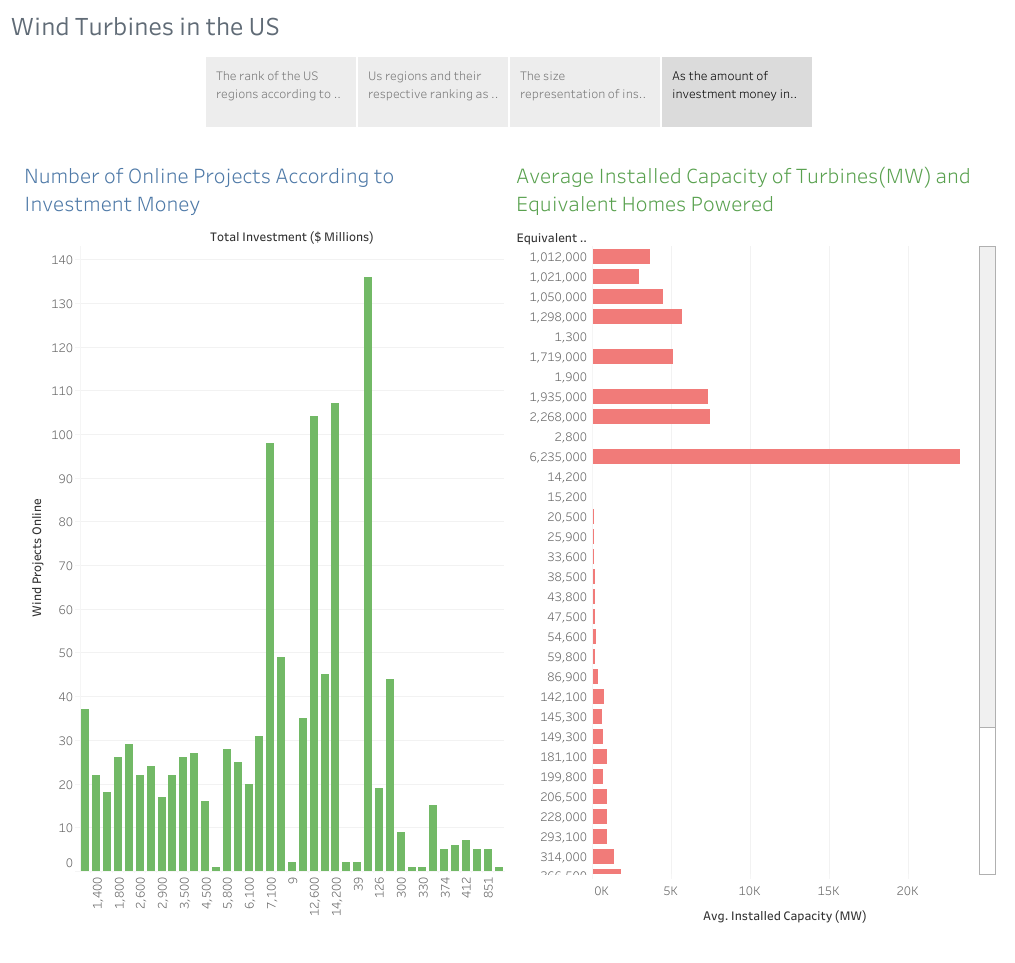 Wind Turbines in the US
The rank of the US
regions according to ..
Us regions and their
respective ranking as ..
The size
representation of ins..
As the amount of
investment money in..
Number of Online Projects According to
Investment Money
Total Investment ($ Millions)
140
130
120
110
100
90
80
70
60
50
40
30
20
10
0
Wind Projects Online
1,400
1,800
2,600
2,900
3,500
4,500
5,800
6,100
7,100
9
12,600
14,200
39
126
300
330
374
412
851
Average Installed Capacity of Turbines(MW) and
Equivalent Homes Powered
Equivalent ..
1,012,000
1,021,000
1,050,000
1,298,000
1,300
1,719,000
1,900
1,935,000
2,268,000
2,800
6,235,000
14,200
15,200
20,500
25,900
33,600
38,500
43,800
47,500
54,600
59,800
86,900
142,100
145,300
149,300
181,100
199,800
206,500
228,000
293,100
314,000
0K
5K
10K
15K
20K
Avg. Installed Capacity (MW)